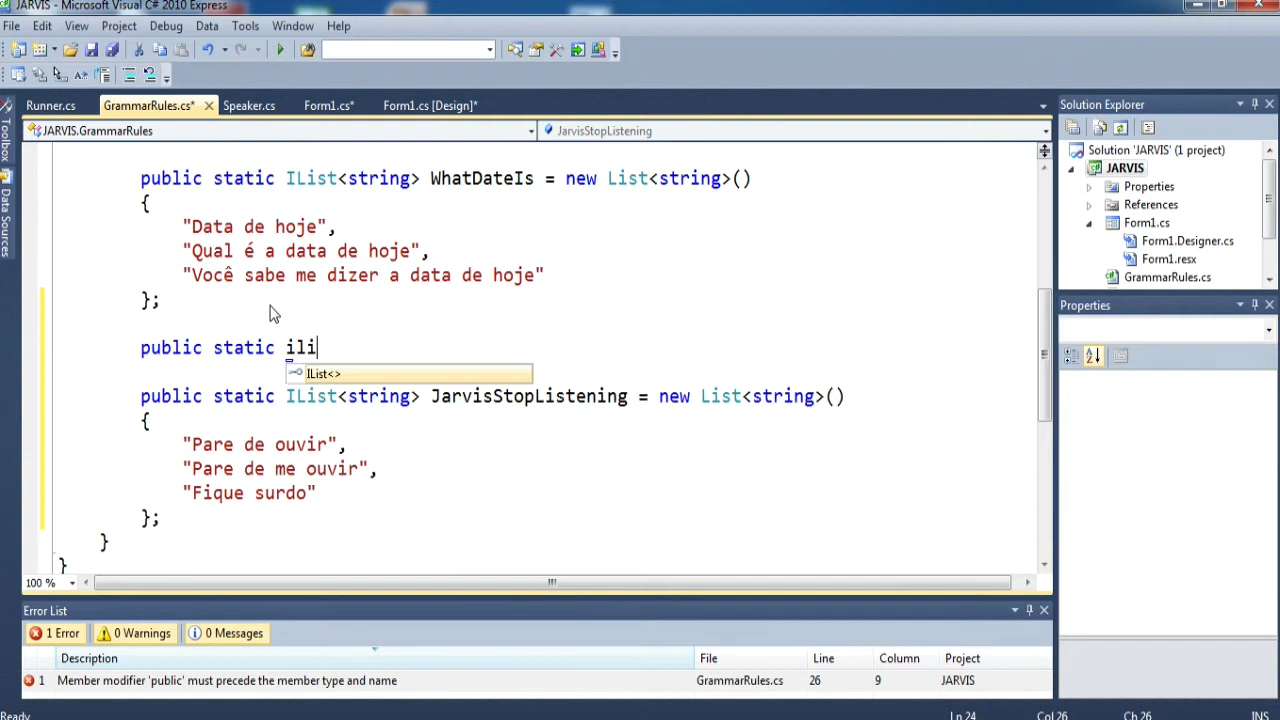 JARVIS - Microsoft Visual C# 2010 Express
File Edit View Project Debug Data Tools Window Help
Runner.cs GrammarRules.cs* Speaker.cs Form1.cs* Form1.cs [Design]*
JARVIS.GrammarRules JarvisStopListening
Toolbox
Data Sources
public static IList<string> WhatDateIs = new List<string>()
{
"Data de hoje",
"Qual é a data de hoje",
"Você sabe me dizer a data de hoje"
};
public static ili
IList<>
public static IList<string> JarvisStopListening = new List<string>()
{
"Pare de ouvir",
"Pare de me ouvir",
"Fique surdo"
};
}
}
100 %
Solution Explorer
Solution 'JARVIS' (1 project)
JARVIS
Properties
References
Form1.cs
Form1.Designer.cs
Form1.resx
GrammarRules.cs
Properties
Error List
1 Error 0 Warnings 0 Messages
Description File Line Column Project
1 Member modifier 'public' must precede the member type and name GrammarRules.cs 26 9 JARVIS
Ready Ln 24 Col 26 Ch 26 INS